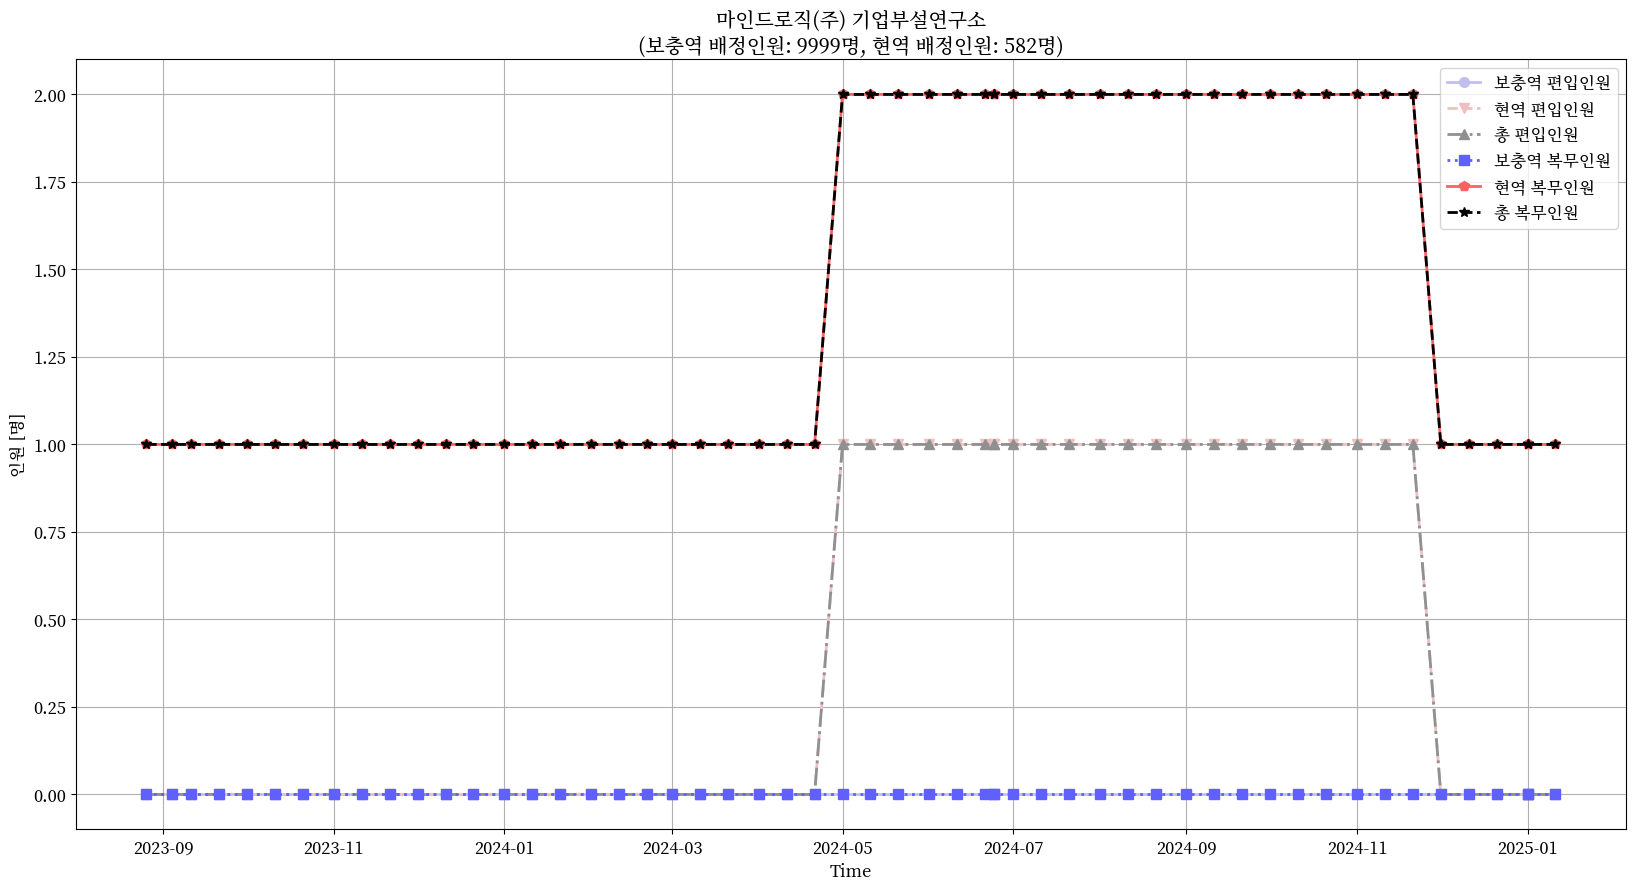 마인드로직(주) 기업부설연구소
(보충역 배정인원: 9999명, 현역 배정인원: 582명)
보충역 편입인원
현역 편입인원
총 편입인원
보충역 복무인원
현역 복무인원
총 복무인원
인원 [명]
2.00
1.75
1.50
1.25
1.00
0.75
0.50
0.25
0.00
2023-09
2023-11
2024-01
2024-03
2024-05
2024-07
2024-09
2024-11
2025-01
Time